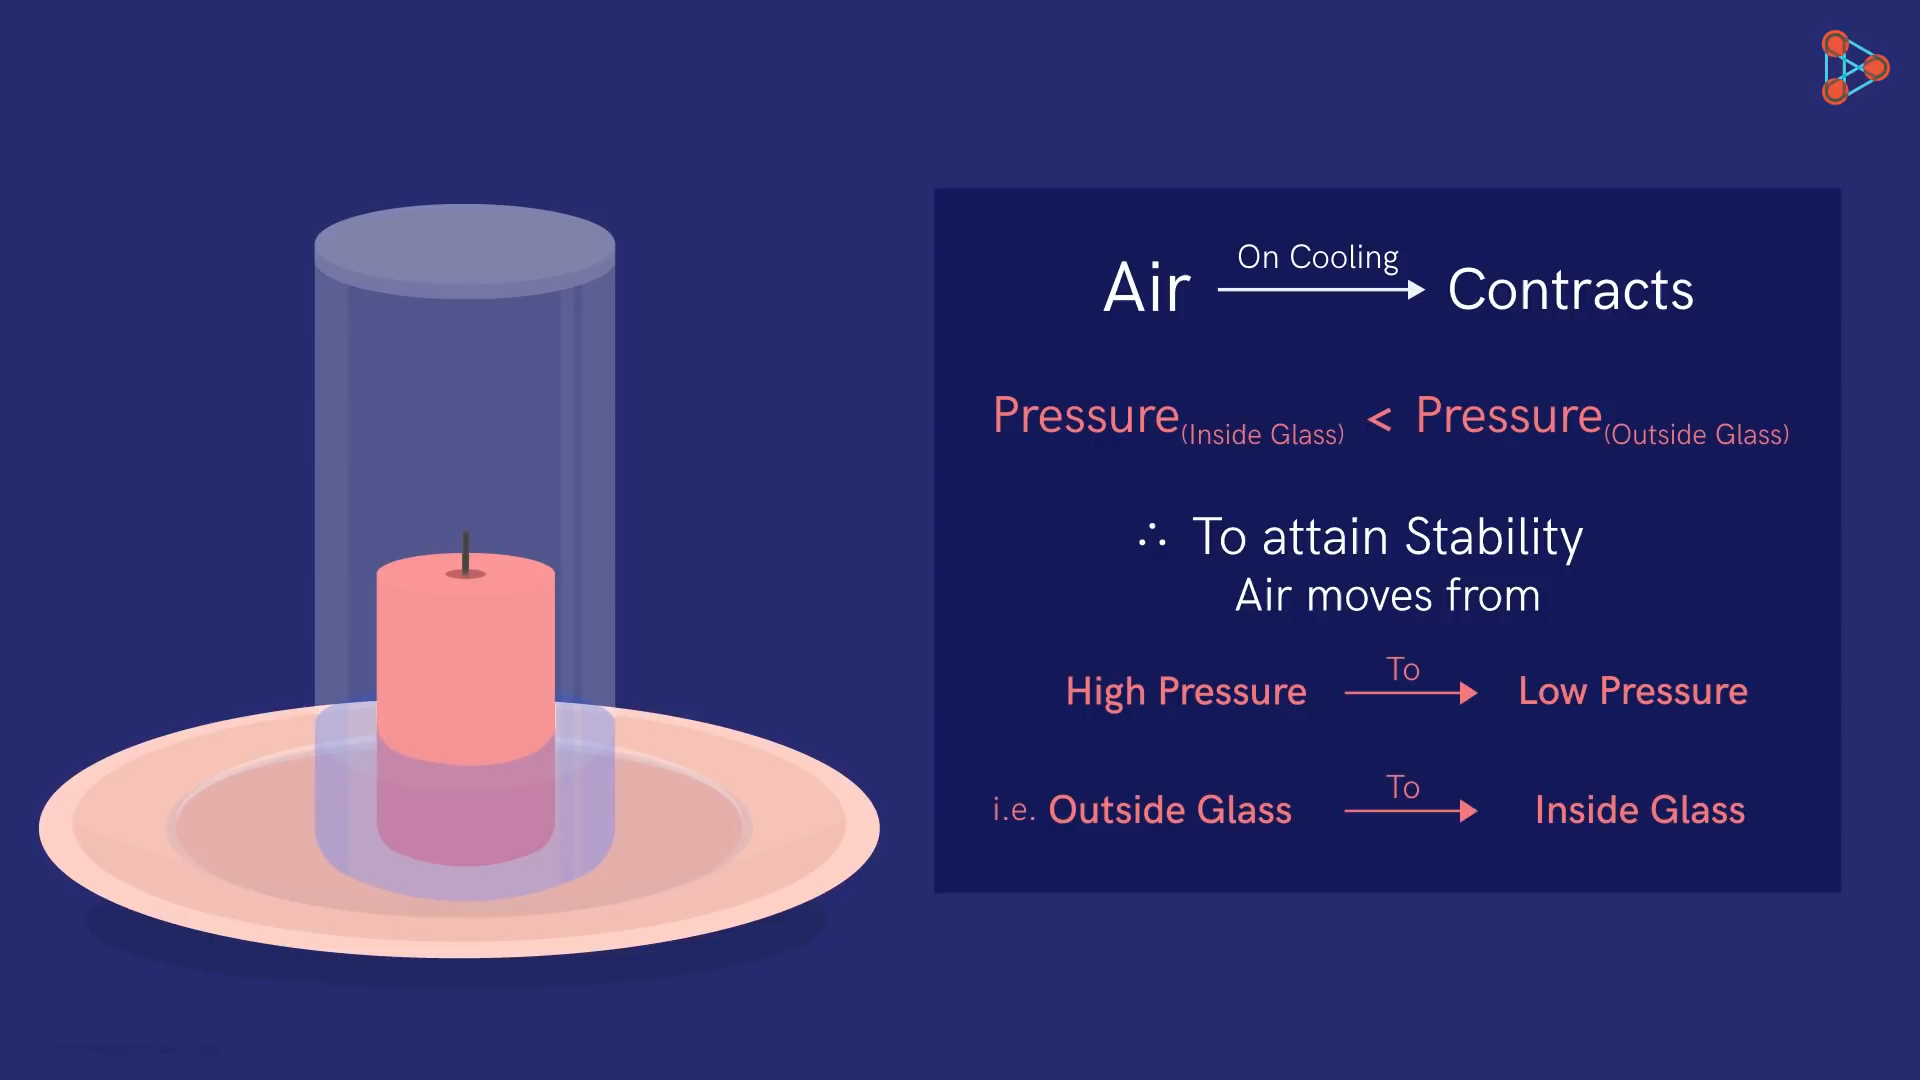 On Cooling
Air → Contracts
Pressure(Inside Glass) < Pressure(Outside Glass)
∴ To attain Stability
Air moves from
To
High Pressure → Low Pressure
To
i.e. Outside Glass → Inside Glass